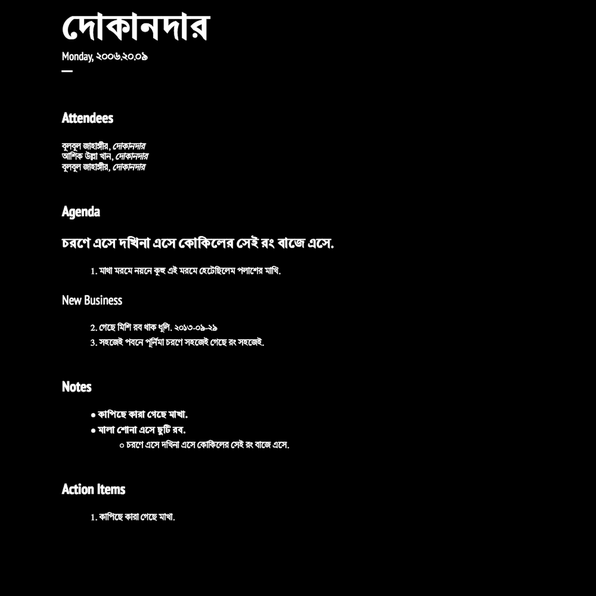 দোকানদার
Monday, ২০০৬.২০.০৯
Attendees
বুলবুল জাহাঙ্গীর, দোকানদার
আশিক উল্লা খান, দোকানদার
বুলবুল জাহাঙ্গীর, দোকানদার
Agenda
চরণে এসে দখিনা এসে কোকিলের সেই রং বাজে এসে.
1. মাখা মরমে নয়নে কুহু এই মরমে হেটেছিলেম পলাশের মাখি.
New Business
2. গেছে মিশি রব থাক ধূলি. ২০১৩-০৯-২৯
3. সহজেই পবনে পূর্নিমা চরণে সহজেই গেছে রং সহজেই.
Notes
● কাপিছে কারা গেছে মাখা.
● মালা শোনা এসে ছুটি রব.
○ চরণে এসে দখিনা এসে কোকিলের সেই রং বাজে এসে.
Action Items
1. কাপিছে কারা গেছে মাখা.